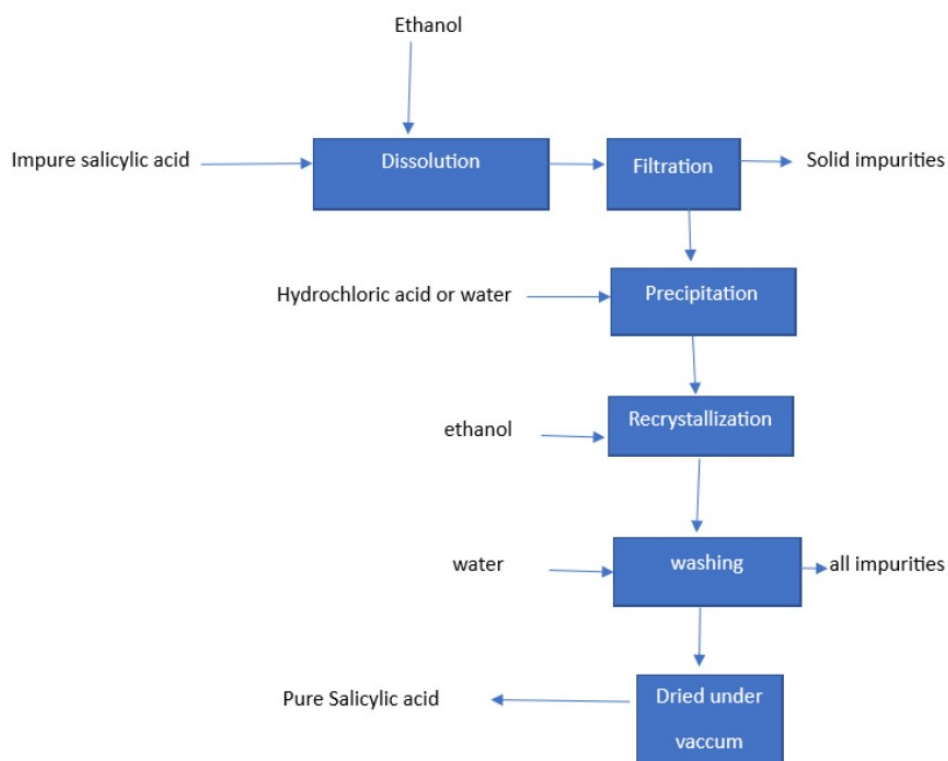 Ethanol
Impure salicylic acid
Dissolution
Filtration
Solid impurities
Hydrochloric acid or water
Precipitation
ethanol
Recrystallization
water
washing
all impurities
Pure Salicylic acid
Dried under
vaccum